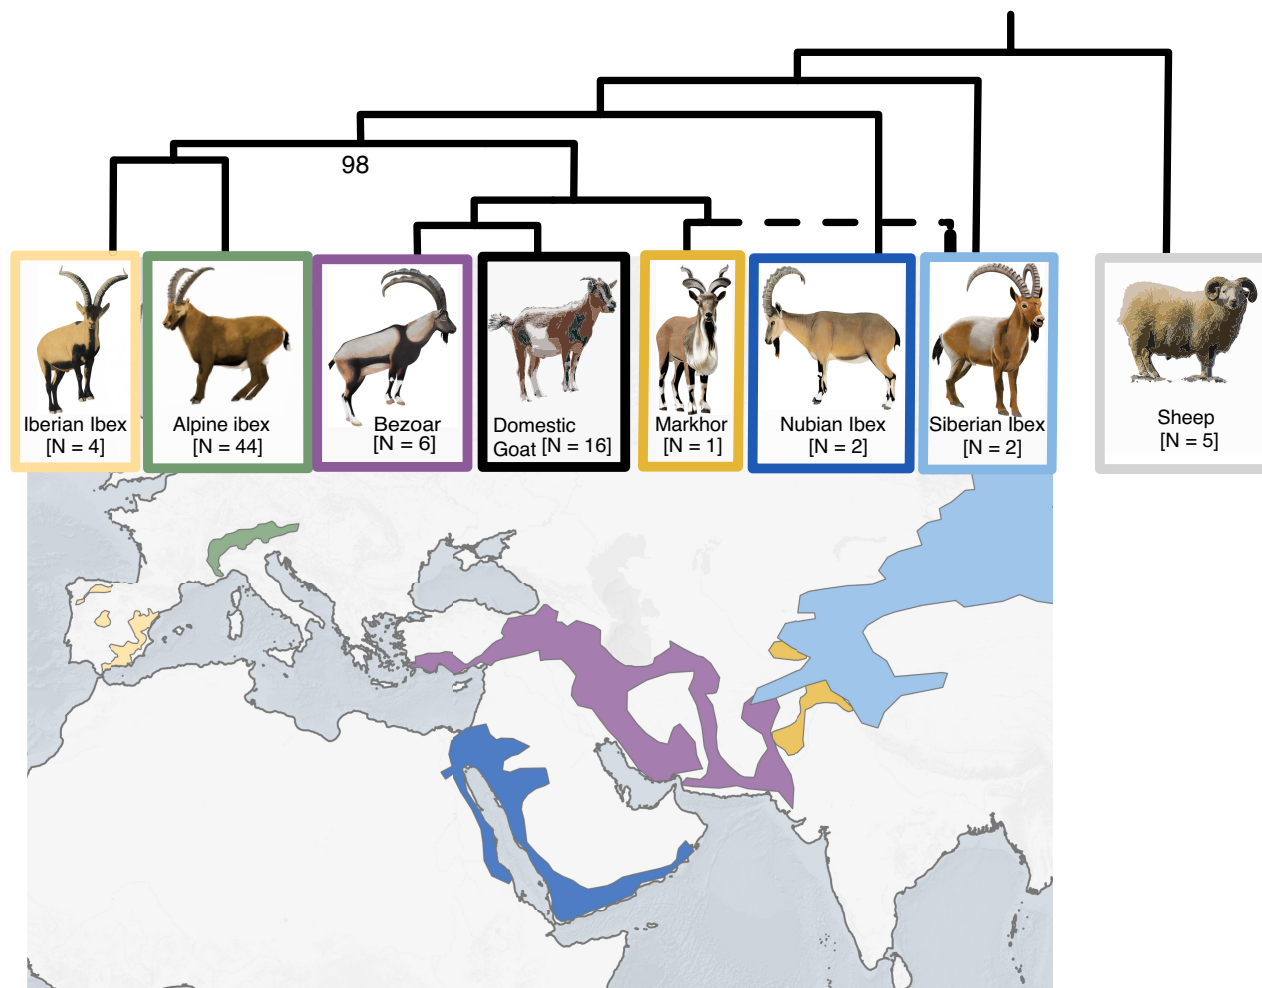 98
Iberian Ibex
[N = 4]
Alpine ibex
[N = 44]
Bezoar
[N = 6]
Domestic
Goat [N = 16]
Markhor
[N = 1]
Nubian Ibex
[N = 2]
Siberian Ibex
[N = 2]
Sheep
[N = 5]